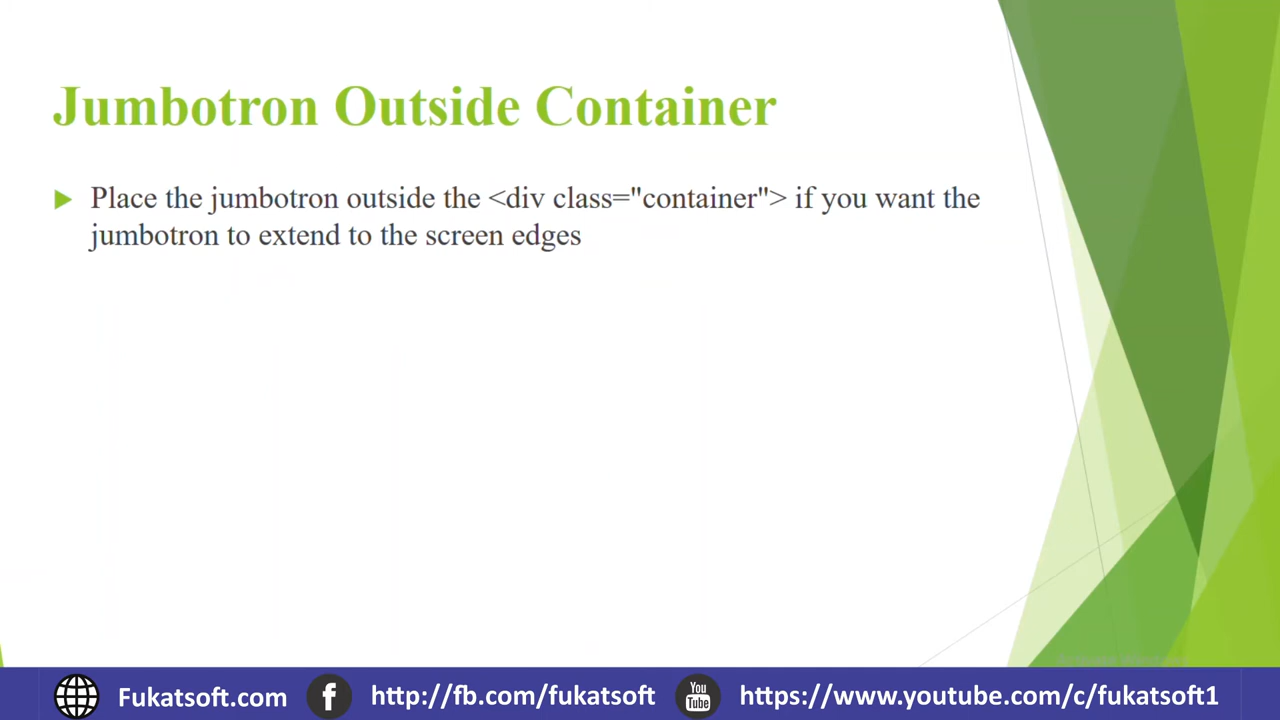 Jumbotron Outside Container
Place the jumbotron outside the <div class="container"> if you want the
jumbotron to extend to the screen edges
Fukatsoft.com
http://fb.com/fukatsoft
You
Tube
https://www.youtube.com/c/fukatsoft1